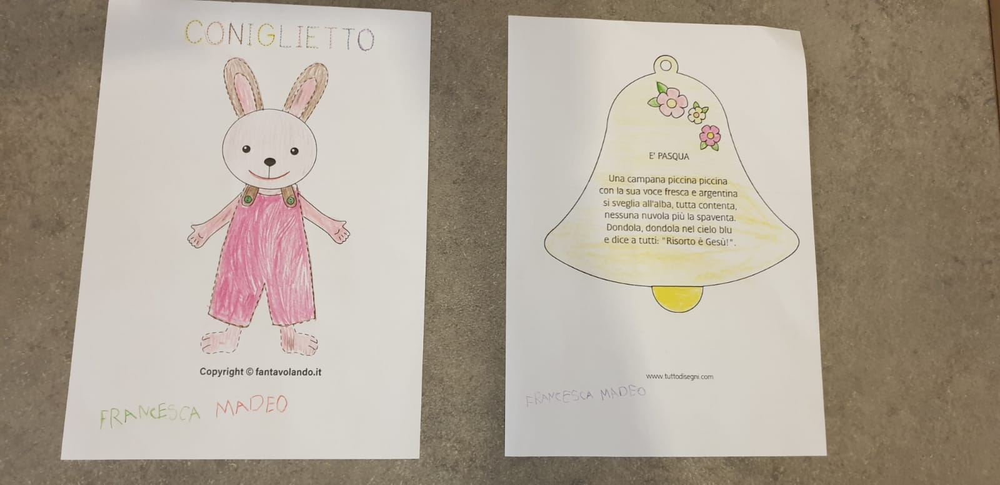 CONIGLIETTO
Copyright © fantavolando.it
FRANCESCA MADEO
E' PASQUA
Una campana piccina piccina
con la sua voce fresca e argentina
si sveglia all'alba, tutta contenta,
nessuna nuvola più la spaventa.
Dondola, dondola nel cielo blu
e dice a tutti: "Risorto è Gesù!".
www.tuttodisegni.com
FRANCESCA MADEO